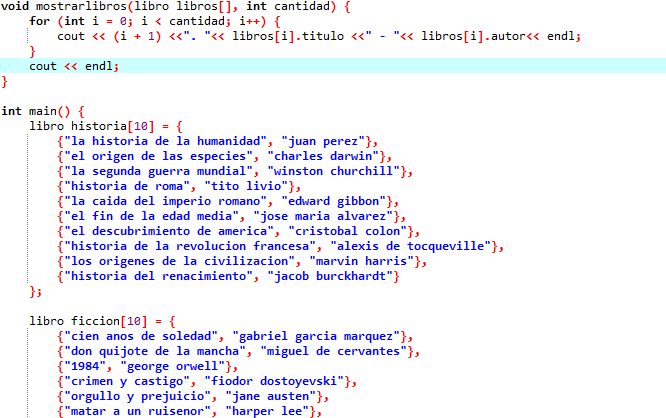 void mostrarlibros(libro libros[], int cantidad) {
for (int i = 0; i < cantidad; i++) {
cout << (i + 1) <<". "<< libros[i].titulo <<" - "<< libros[i].autor<< endl;
}
cout << endl;
}
int main() {
libro historia[10] = {
{"la historia de la humanidad", "juan perez"},
{"el origen de las especies", "charles darwin"},
{"la segunda guerra mundial", "winston churchill"},
{"historia de roma", "tito livio"},
{"la caida del imperio romano", "edward gibbon"},
{"el fin de la edad media", "jose maria alvarez"},
{"el descubrimiento de america", "cristobal colon"},
{"historia de la revolucion francesa", "alexis de tocqueville"},
{"los origenes de la civilizacion", "marvin harris"},
{"historia del renacimiento", "jacob burckhardt"}
};
libro ficcion[10] = {
{"cien anos de soledad", "gabriel garcia marquez"},
{"don quijote de la mancha", "miguel de cervantes"},
{"1984", "george orwell"},
{"crimen y castigo", "fiodor dostoyevski"},
{"orgullo y prejuicio", "jane austen"},
{"matar a un ruisenor", "harper lee"},